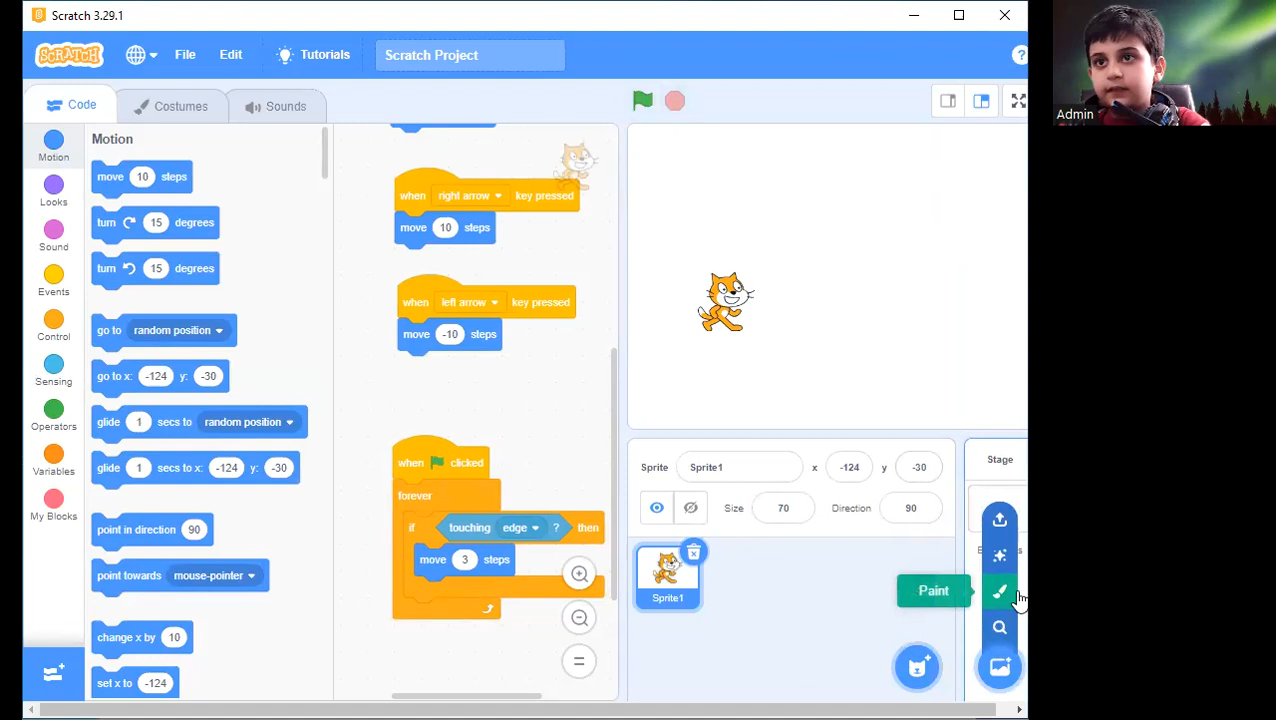 Scratch 3.29.1
SCRATCH
File
Edit
Tutorials
Scratch Project
?
Code
Costumes
Sounds
Motion
Looks
Sound
Events
Control
Sensing
Operators
Variables
My Blocks
Motion
move 10 steps
turn 15 degrees
turn 15 degrees
go to random position
go to x: -124 y: -30
glide 1 secs to random position
glide 1 secs to x: -124 y: -30
point in direction 90
point towards mouse-pointer
change x by 10
set x to -124
when right arrow key pressed
move 10 steps
when left arrow key pressed
move -10 steps
when clicked
forever
if touching edge ? then
move 3 steps
Sprite Sprite1 x -124 y -30
Size 70 Direction 90
Sprite1
Stage
Paint
Admin